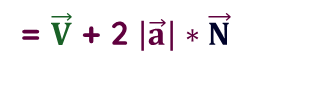 = V⃗ + 2 |a⃗| * N⃗